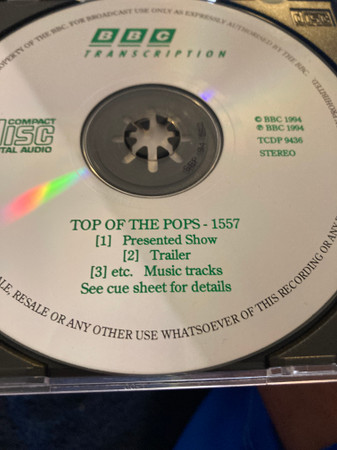 PROPERTY OF THE BBC. FOR BROADCAST USE ONLY AS EXPRESSLY AUTHORISED BY THE BBC.
PROHIBITED.
BBC
TRANSCRIPTION
COMPACT
DISC
DIGITAL AUDIO
© BBC 1994
℗ BBC 1994
TCDP 9436
STEREO
TOP OF THE POPS - 1557
[1] Presented Show
[2] Trailer
[3] etc. Music tracks
See cue sheet for details
SALE, RESALE OR ANY OTHER USE WHATSOEVER OF THIS RECORDING OR ANY